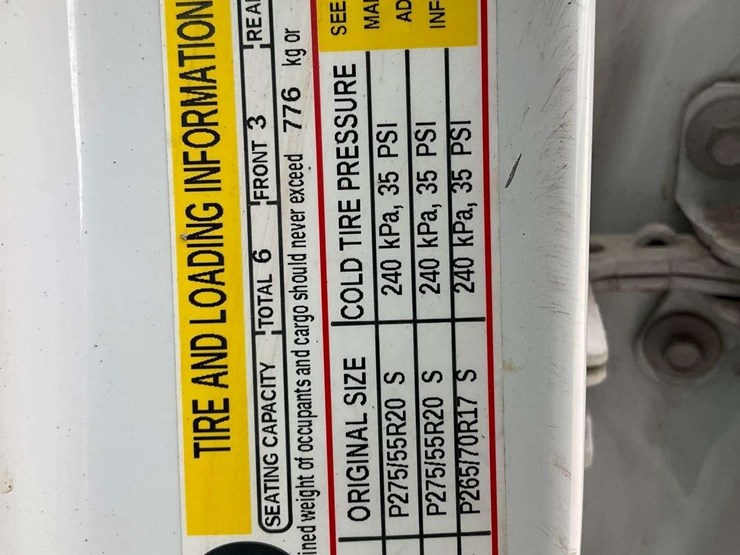 TIRE AND LOADING INFORMATION
SEATING CAPACITY TOTAL 6 FRONT 3
weight of occupants and cargo should never exceed 776 kg or
ORIGINAL SIZE COLD TIRE PRESSURE SEE
P275/55R20 S 240 kPa, 35 PSI
P275/55R20 S 240 kPa, 35 PSI
P265/70R17 S 240 kPa, 35 PSI